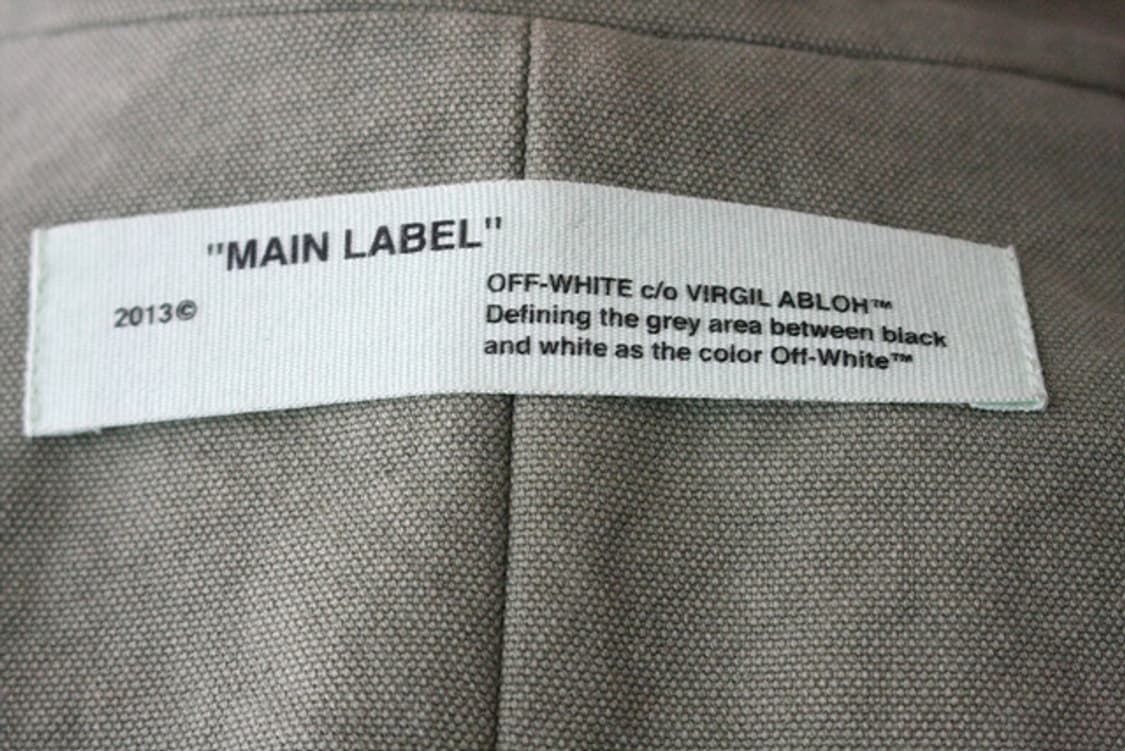 "MAIN LABEL"
2013©
OFF-WHITE c/o VIRGIL ABLOH™
Defining the grey area between black
and white as the color Off-White™